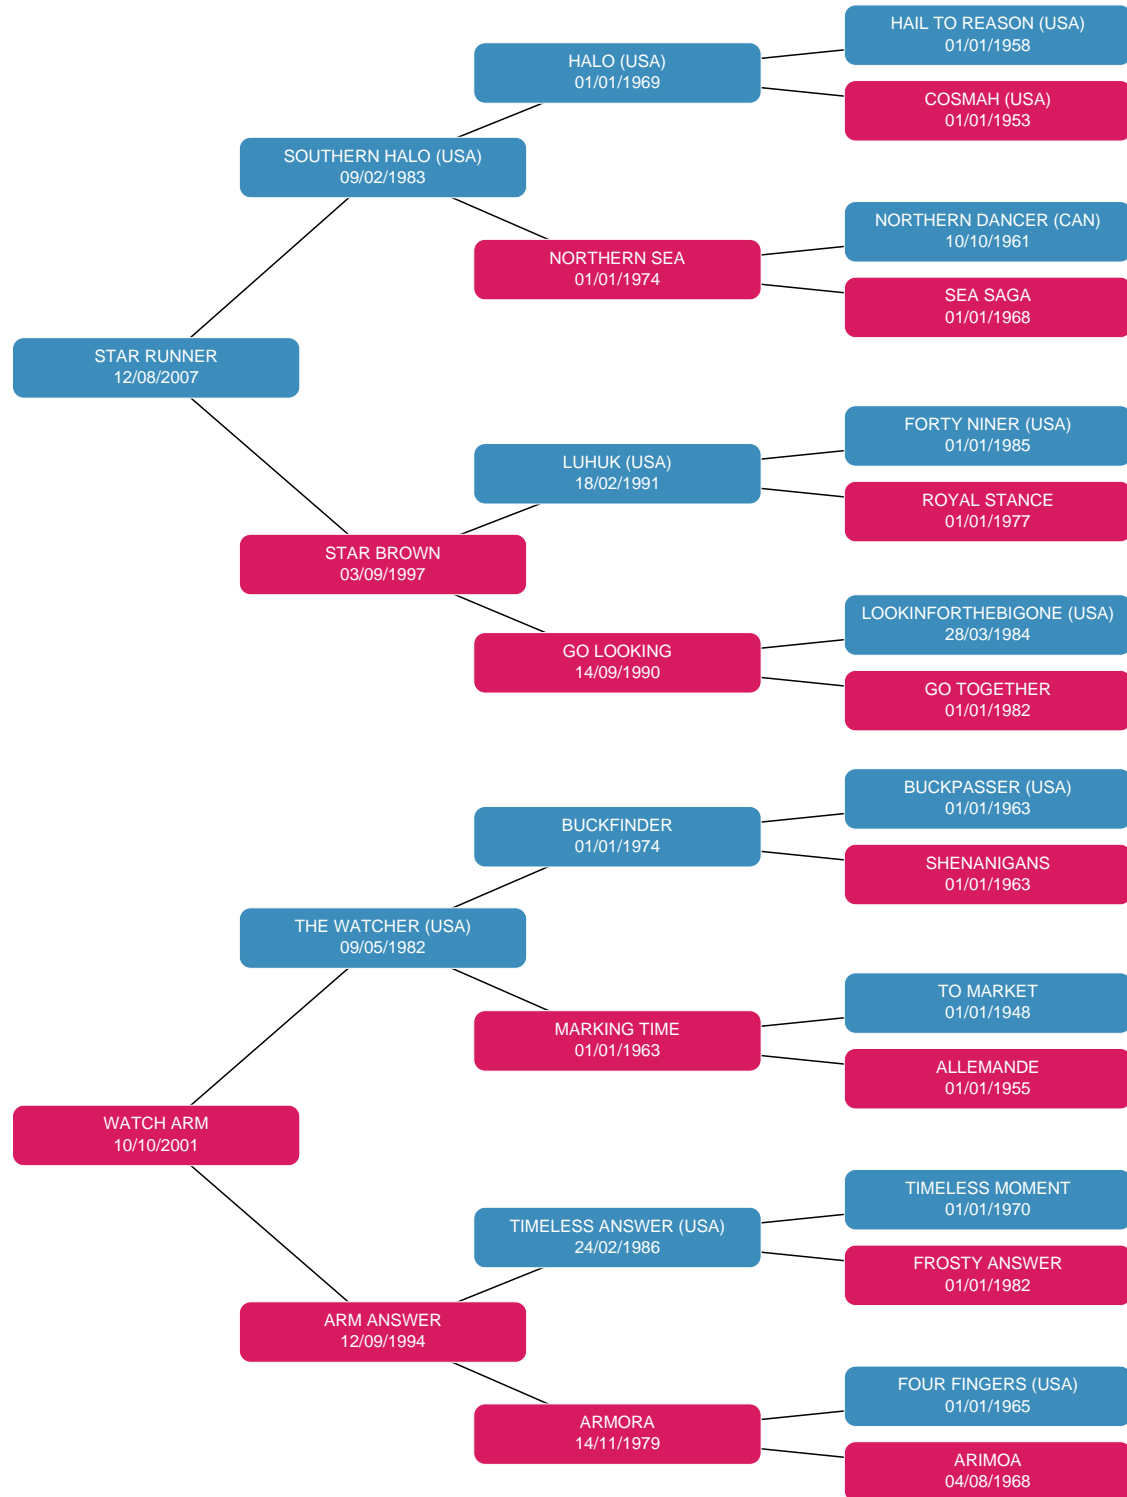 HAIL TO REASON (USA)
01/01/1958
HALO (USA)
01/01/1969
COSMAH (USA)
01/01/1953
SOUTHERN HALO (USA)
09/02/1983
NORTHERN DANCER (CAN)
10/10/1961
NORTHERN SEA
01/01/1974
SEA SAGA
01/01/1968
STAR RUNNER
12/08/2007
FORTY NINER (USA)
01/01/1985
LUHUK (USA)
18/02/1991
ROYAL STANCE
01/01/1977
STAR BROWN
03/09/1997
LOOKINFORTHEBIGONE (USA)
28/03/1984
GO LOOKING
14/09/1990
GO TOGETHER
01/01/1982
BUCKPASSER (USA)
01/01/1963
BUCKFINDER
01/01/1974
SHENANIGANS
01/01/1963
THE WATCHER (USA)
09/05/1982
TO MARKET
01/01/1948
MARKING TIME
01/01/1963
ALLEMANDE
01/01/1955
WATCH ARM
10/10/2001
TIMELESS MOMENT
01/01/1970
TIMELESS ANSWER (USA)
24/02/1986
FROSTY ANSWER
01/01/1982
ARM ANSWER
12/09/1994
FOUR FINGERS (USA)
01/01/1965
ARMORA
14/11/1979
ARIMOA
04/08/1968